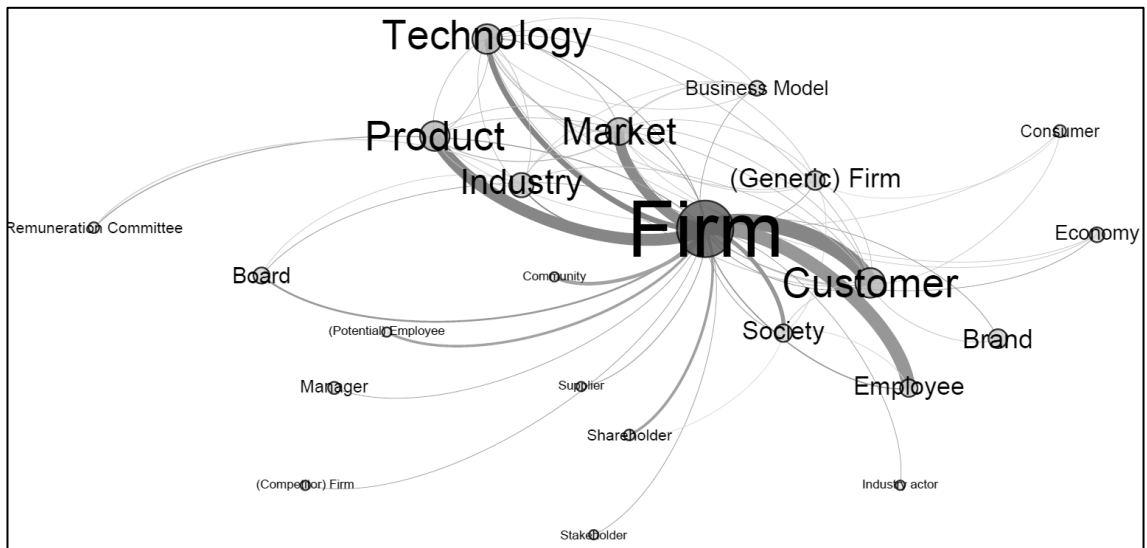 Technology
Business Model
Product
Market
Consumer
Industry
(Generic) Firm
Remuneration Committee
Firm
Economy
Board
Community
Customer
(Potential) Employee
Society
Brand
Manager
Supplier
Employee
Shareholder
(Competitor) Firm
Industry actor
Stakeholder